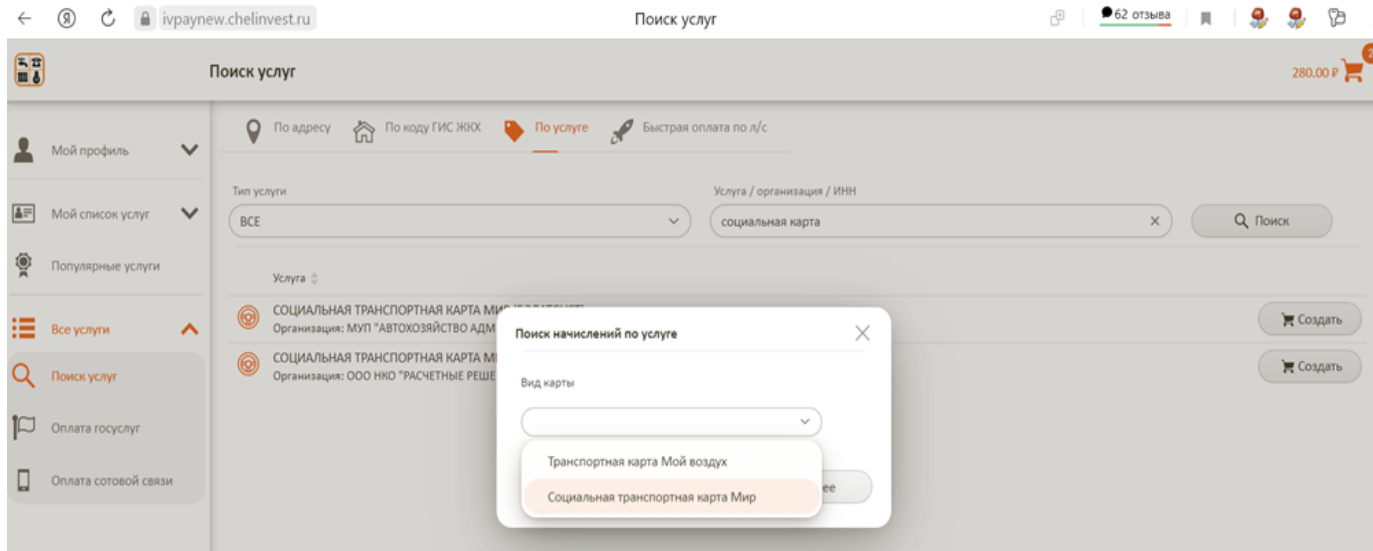 ivpaynew.chelinvest.ru
Поиск услуг
62 отзыва
Поиск услуг
280.00 ₽
2
Мой профиль
Мой список услуг
Популярные услуги
Все услуги
Поиск услуг
Оплата госуслуг
Оплата сотовой связи
По адресу
По коду ГИС ЖКХ
По услуге
Быстрая оплата по л/с
Тип услуги
Услуга / организация / ИНН
ВСЕ
социальная карта
Поиск
Услуга
СОЦИАЛЬНАЯ ТРАНСПОРТНАЯ КАРТА
Организация: МУП "АВТОХОЗЯЙСТВО АДМ
Создать
СОЦИАЛЬНАЯ ТРАНСПОРТНАЯ КАРТА
Организация: ООО НКО "РАСЧЕТНЫЕ РЕШЕ
Создать
Поиск начислений по услуге
Вид карты
Транспортная карта Мой воздух
Социальная транспортная карта Мир
ее